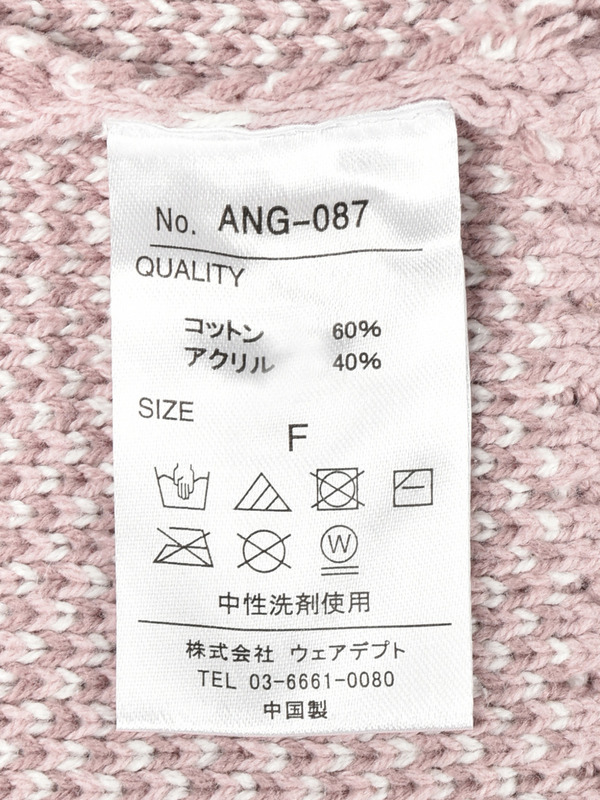 No. ANG-087
QUALITY
コットン 60%
アクリル 40%
SIZE
F
W
中性洗剤使用
株式会社 ウェアデプト
TEL 03-6661-0080
中国製